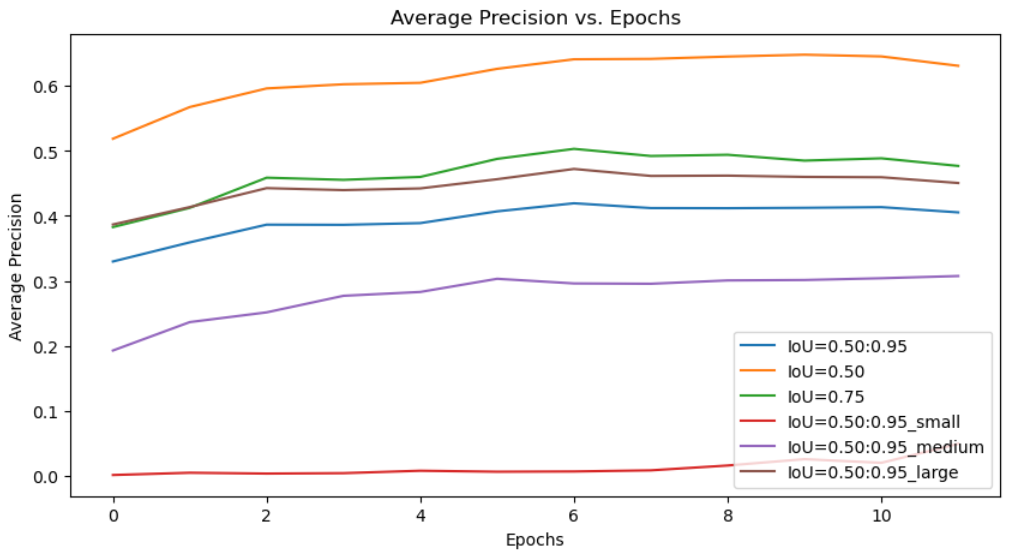 Average Precision vs. Epochs
Average Precision
0.6
0.5
0.4
0.3
0.2
0.1
0.0
IoU=0.50:0.95
IoU=0.50
IoU=0.75
IoU=0.50:0.95_small
IoU=0.50:0.95_medium
IoU=0.50:0.95_large
0 2 4 6 8 10
Epochs